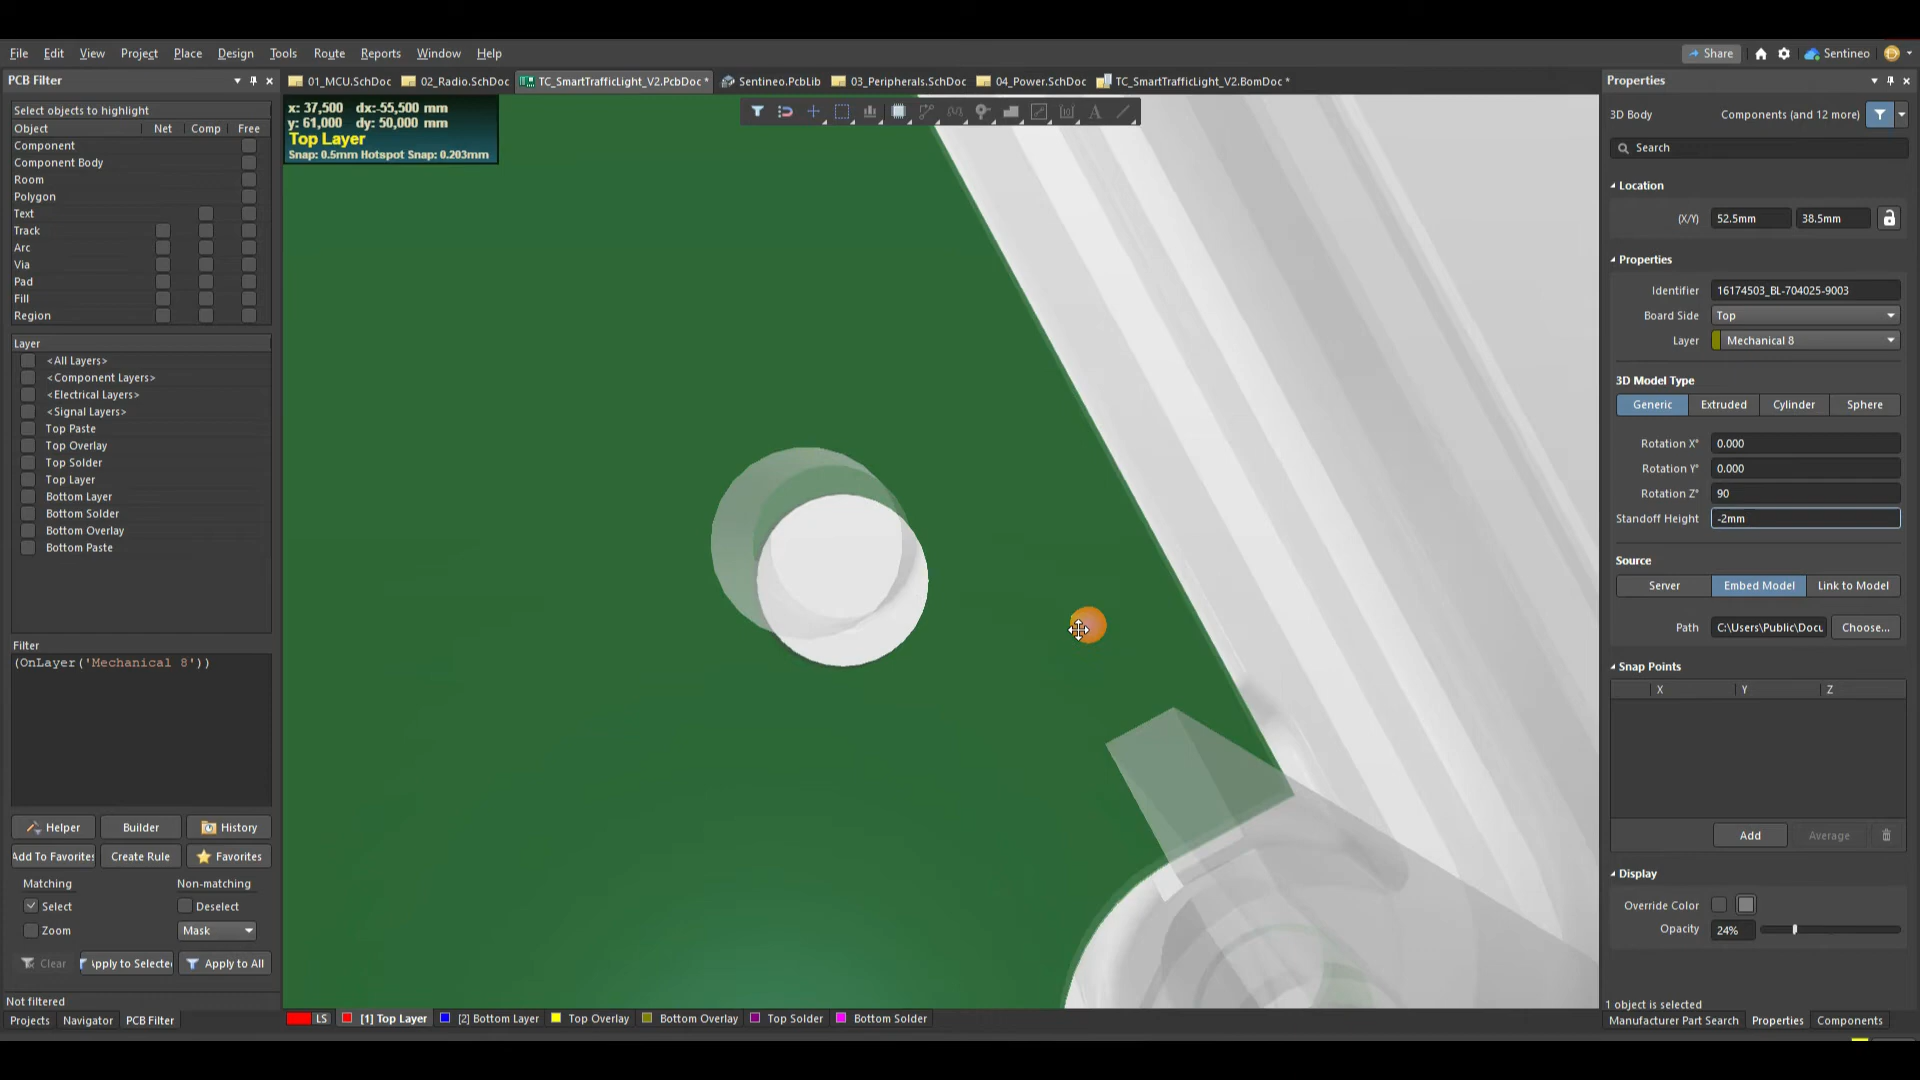 File Edit View Project Place Design Tools Route Reports Window Help
Share Sentineo
PCB Filter
01_MCU.SchDoc 02_Radio.SchDoc TC_SmartTrafficLight_V2.PcbDoc * Sentineo.PcbLib 03_Peripherals.SchDoc 04_Power.SchDoc TC_SmartTrafficLight_V2.BomDoc *
Properties
Select objects to highlight
Object Net Comp Free
Component
Component Body
Room
Polygon
Text
Track
Arc
Via
Pad
Fill
Region
Layer
<All Layers>
<Component Layers>
<Electrical Layers>
<Signal Layers>
Top Paste
Top Overlay
Top Solder
Top Layer
Bottom Layer
Bottom Solder
Bottom Overlay
Bottom Paste
Filter
(OnLayer('Mechanical 8'))
Helper Builder History
Add To Favorites Create Rule Favorites
Matching Non-matching
Select Deselect
Zoom Mask
Clear Apply to Selected Apply to All
Not filtered
Projects Navigator PCB Filter
x: 37,500 dx:-55,500 mm
y: 61,000 dy: 50,000 mm
Top Layer
Snap: 0.5mm Hotspot Snap: 0.203mm
LS [1] Top Layer [2] Bottom Layer Top Overlay Bottom Overlay Top Solder Bottom Solder
3D Body Components (and 12 more)
Search
Location
(X/Y) 52.5mm 38.5mm
Properties
Identifier 16174503_BL-704025-9003
Board Side Top
Layer Mechanical 8
3D Model Type
Generic Extruded Cylinder Sphere
Rotation X° 0.000
Rotation Y° 0.000
Rotation Z° 90
Standoff Height -2mm
Source
Server Embed Model Link to Model
Path C:\Users\Public\Docu Choose...
Snap Points
X Y Z
Add Average
Display
Override Color
Opacity 24%
1 object is selected
Manufacturer Part Search Properties Components